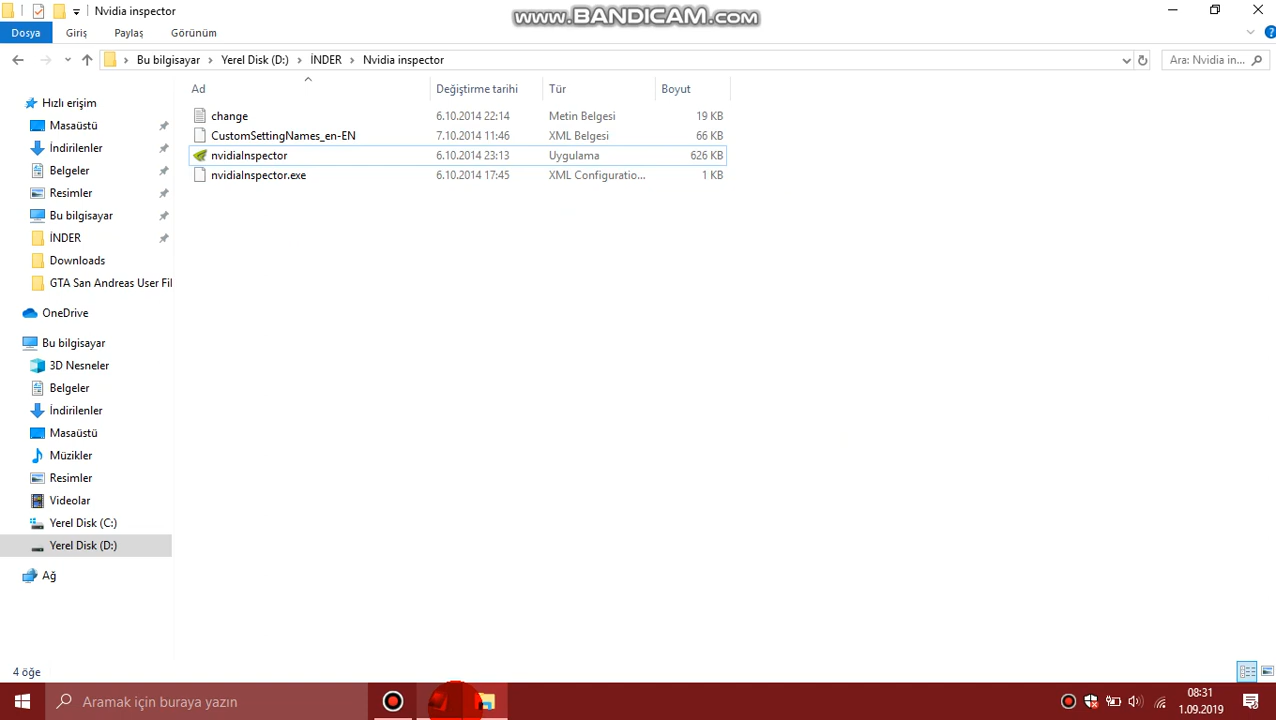 Nvidia inspector
www.BANDICAM.com
Dosya Giriş Paylaş Görünüm
Bu bilgisayar Yerel Disk (D:) İNDER Nvidia inspector
Ara: Nvidia in...
Ad Değiştirme tarihi Tür Boyut
change 6.10.2014 22:14 Metin Belgesi 19 KB
CustomSettingNames_en-EN 7.10.2014 11:46 XML Belgesi 66 KB
nvidiaInspector 6.10.2014 23:13 Uygulama 626 KB
nvidiaInspector.exe 6.10.2014 17:45 XML Configuratio... 1 KB
Hızlı erişim
Masaüstü
İndirilenler
Belgeler
Resimler
Bu bilgisayar
İNDER
Downloads
GTA San Andreas User Fil
OneDrive
Bu bilgisayar
3D Nesneler
Belgeler
İndirilenler
Masaüstü
Müzikler
Resimler
Videolar
Yerel Disk (C:)
Yerel Disk (D:)
Ağ
4 öğe
Aramak için buraya yazın
08:31
1.09.2019